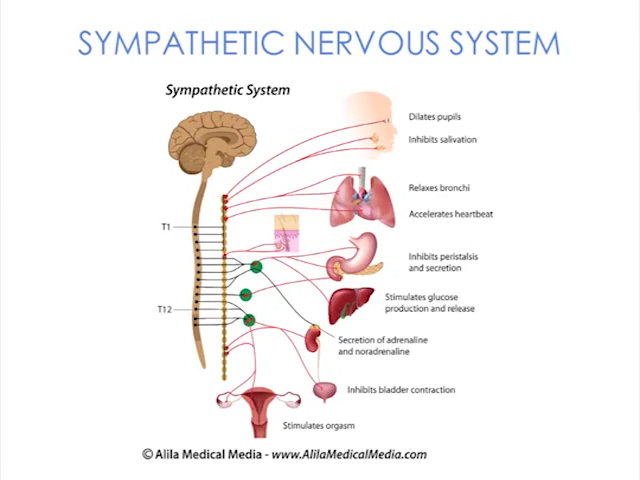 SYMPATHETIC NERVOUS SYSTEM
Sympathetic System
Dilates pupils
Inhibits salivation
Relaxes bronchi
Accelerates heartbeat
T1
Inhibits peristalsis
and secretion
Stimulates glucose
production and release
T12
Secretion of adrenaline
and noradrenaline
Inhibits bladder contraction
Stimulates orgasm
© Alila Medical Media - www.AlilaMedicalMedia.com